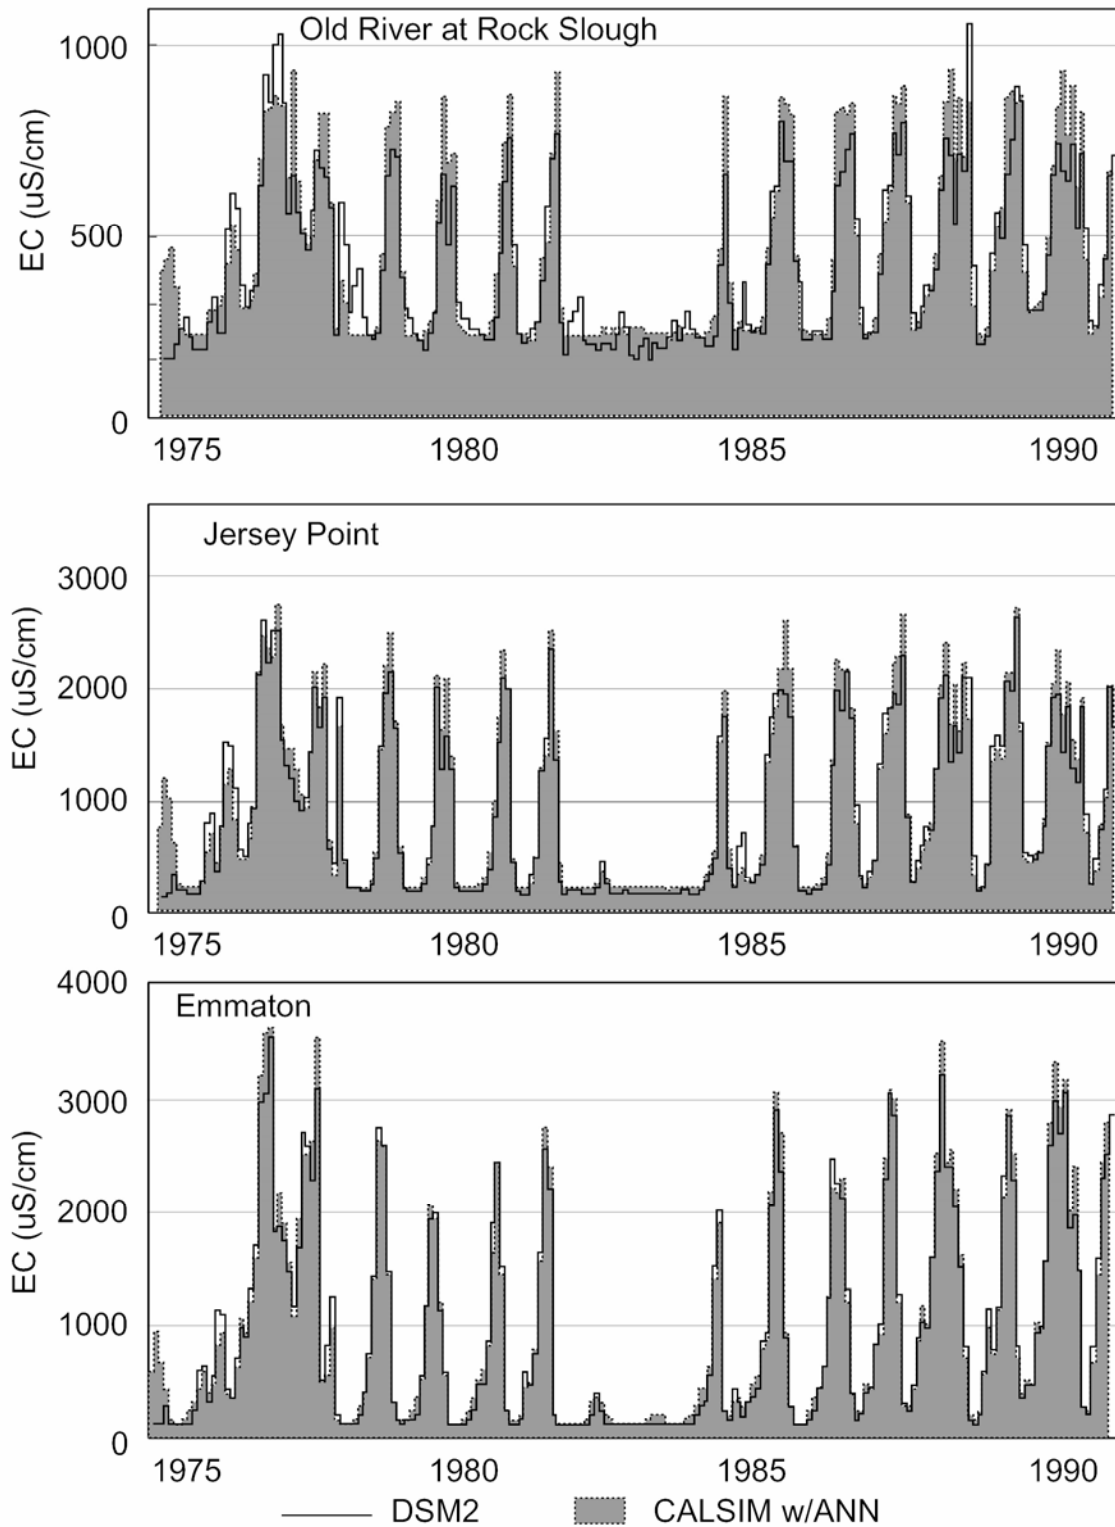 Old River at Rock Slough
EC (uS/cm)
1000
500
0
1975 1980 1985 1990
Jersey Point
EC (uS/cm)
3000
2000
1000
0
1975 1980 1985 1990
Emmaton
EC (uS/cm)
4000
3000
2000
1000
0
1975 1980 1985 1990
DSM2 CALSIM w/ANN